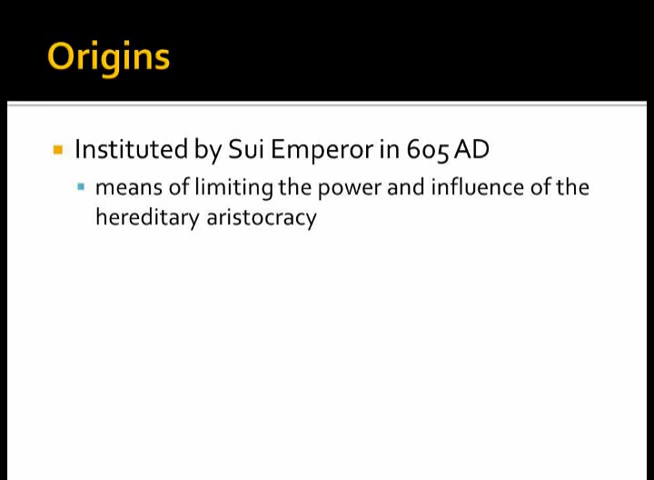 Origins
Instituted by Sui Emperor in 605 AD
means of limiting the power and influence of the
hereditary aristocracy